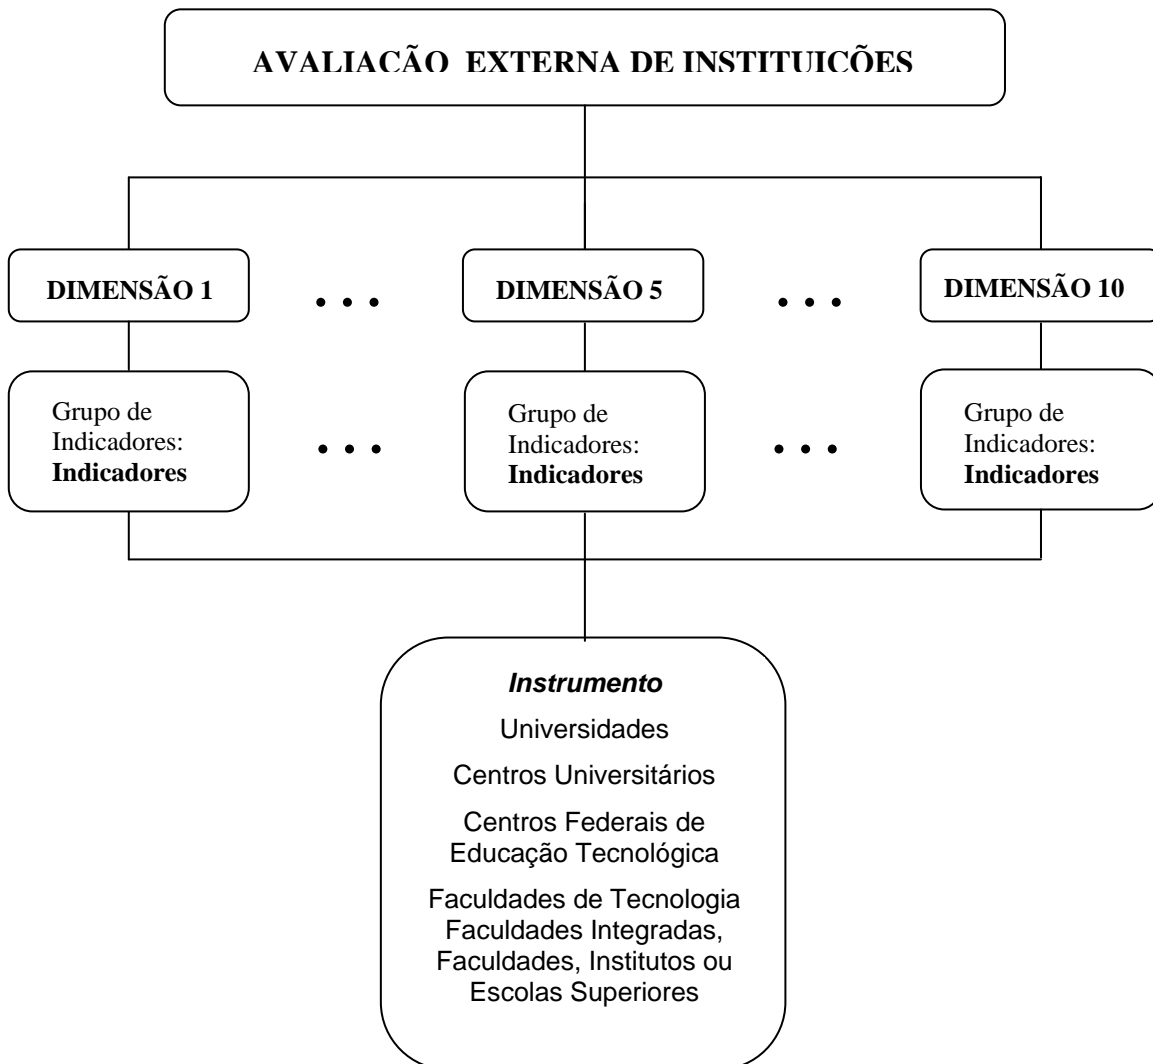 AVALIAÇÃO EXTERNA DE INSTITUIÇÕES
DIMENSÃO 1
• • •
DIMENSÃO 5
• • •
DIMENSÃO 10
Grupo de
Indicadores:
Indicadores
• • •
Grupo de
Indicadores:
Indicadores
• • •
Grupo de
Indicadores:
Indicadores
Instrumento
Universidades
Centros Universitários
Centros Federais de
Educação Tecnológica
Faculdades de Tecnologia
Faculdades Integradas,
Faculdades, Institutos ou
Escolas Superiores